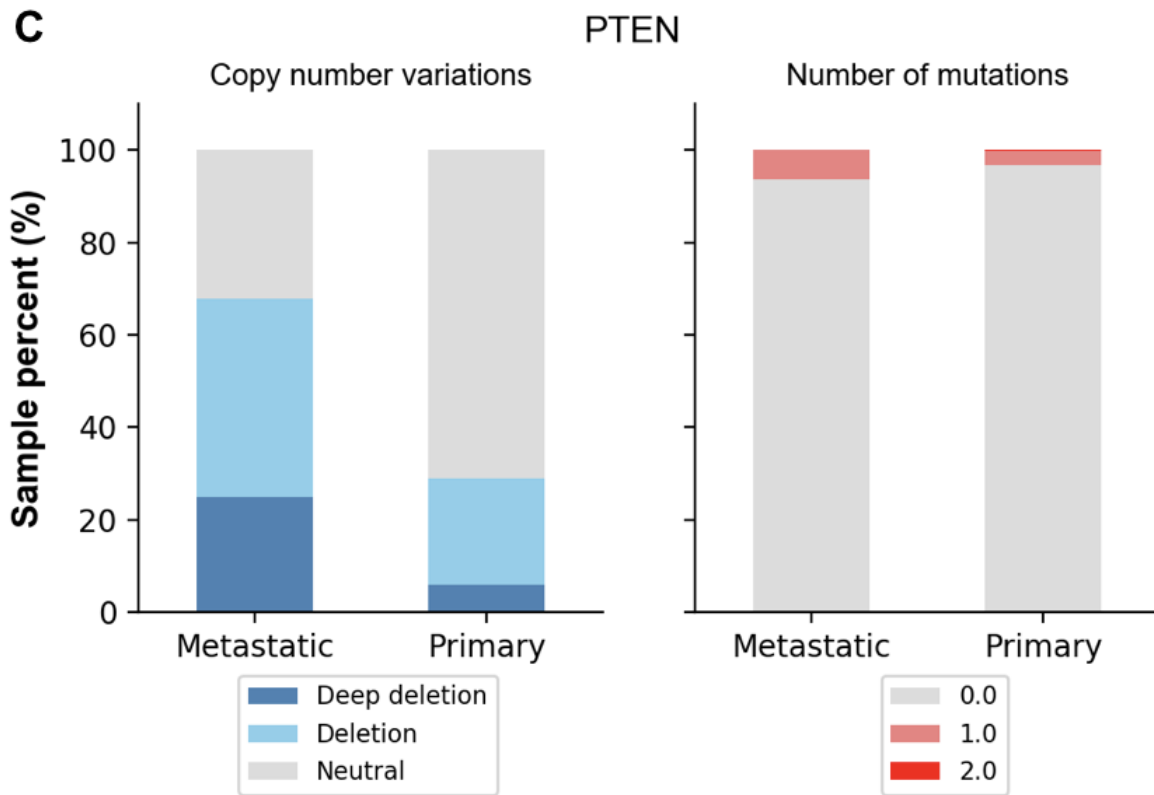 C
PTEN
Copy number variations
Number of mutations
Sample percent (%)
100
80
60
40
20
0
Metastatic
Primary
Metastatic
Primary
Deep deletion
Deletion
Neutral
0.0
1.0
2.0